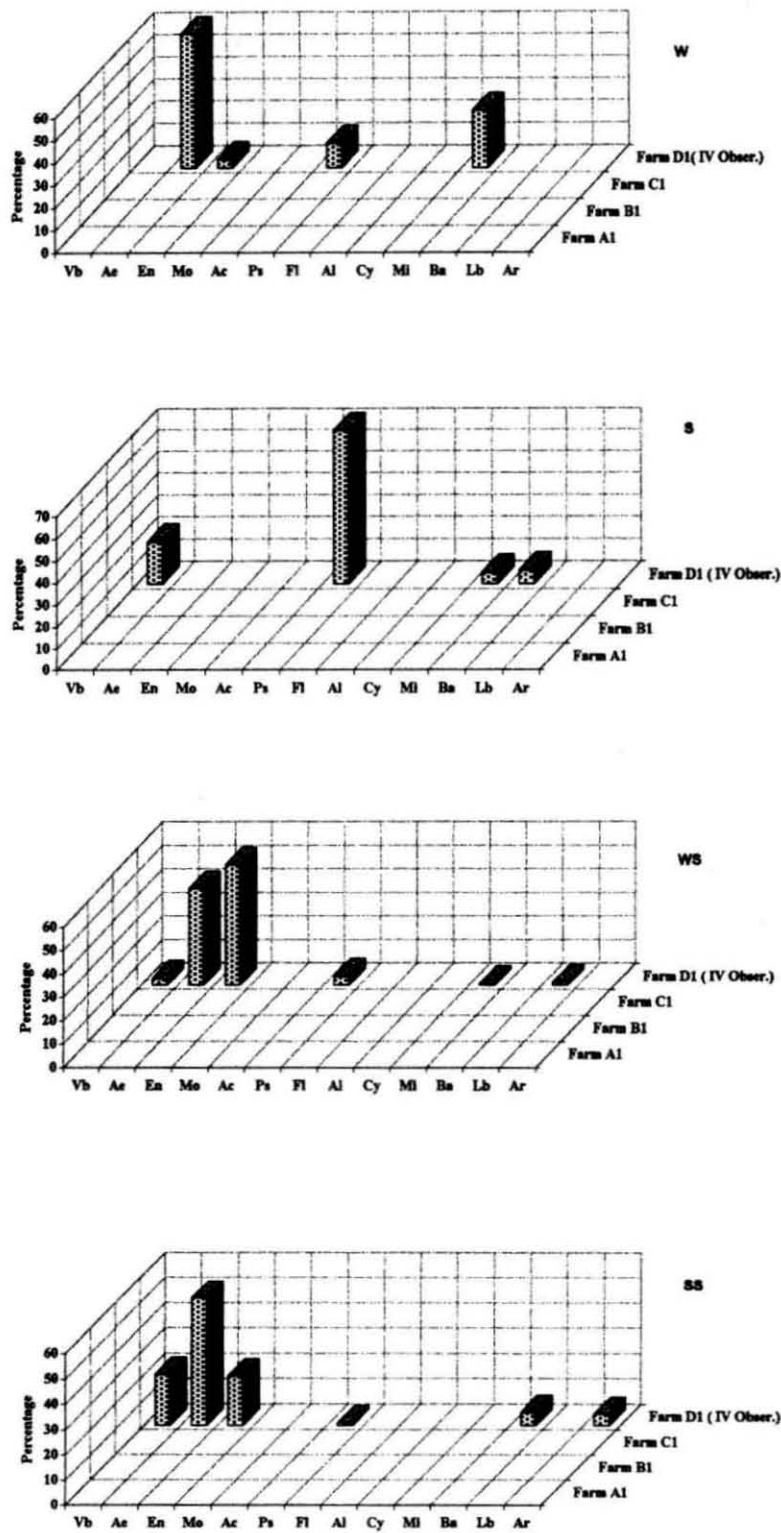 W
Percentage
60
50
40
30
20
10
0
Farm D1( IV Obser.)
Farm C1
Farm B1
Farm A1
Vb Ae En Mo Ac Ps Fl Al Cy Mi Ba Lb Ar
S
Percentage
70
60
50
40
30
20
10
0
Farm D1 ( IV Obser.)
Farm C1
Farm B1
Farm A1
Vb Ae En Mo Ac Ps Fl Al Cy Mi Ba Lb Ar
WS
Percentage
60
50
40
30
20
10
0
Farm D1 ( IV Obser.)
Farm C1
Farm B1
Farm A1
Vb Ae En Mo Ac Ps Fl Al Cy Mi Ba Lb Ar
SS
Percentage
60
50
40
30
20
10
0
Farm D1 ( IV Obser.)
Farm C1
Farm B1
Farm A1
Vb Ae En Mo Ac Ps Fl Al Cy Mi Ba Lb Ar